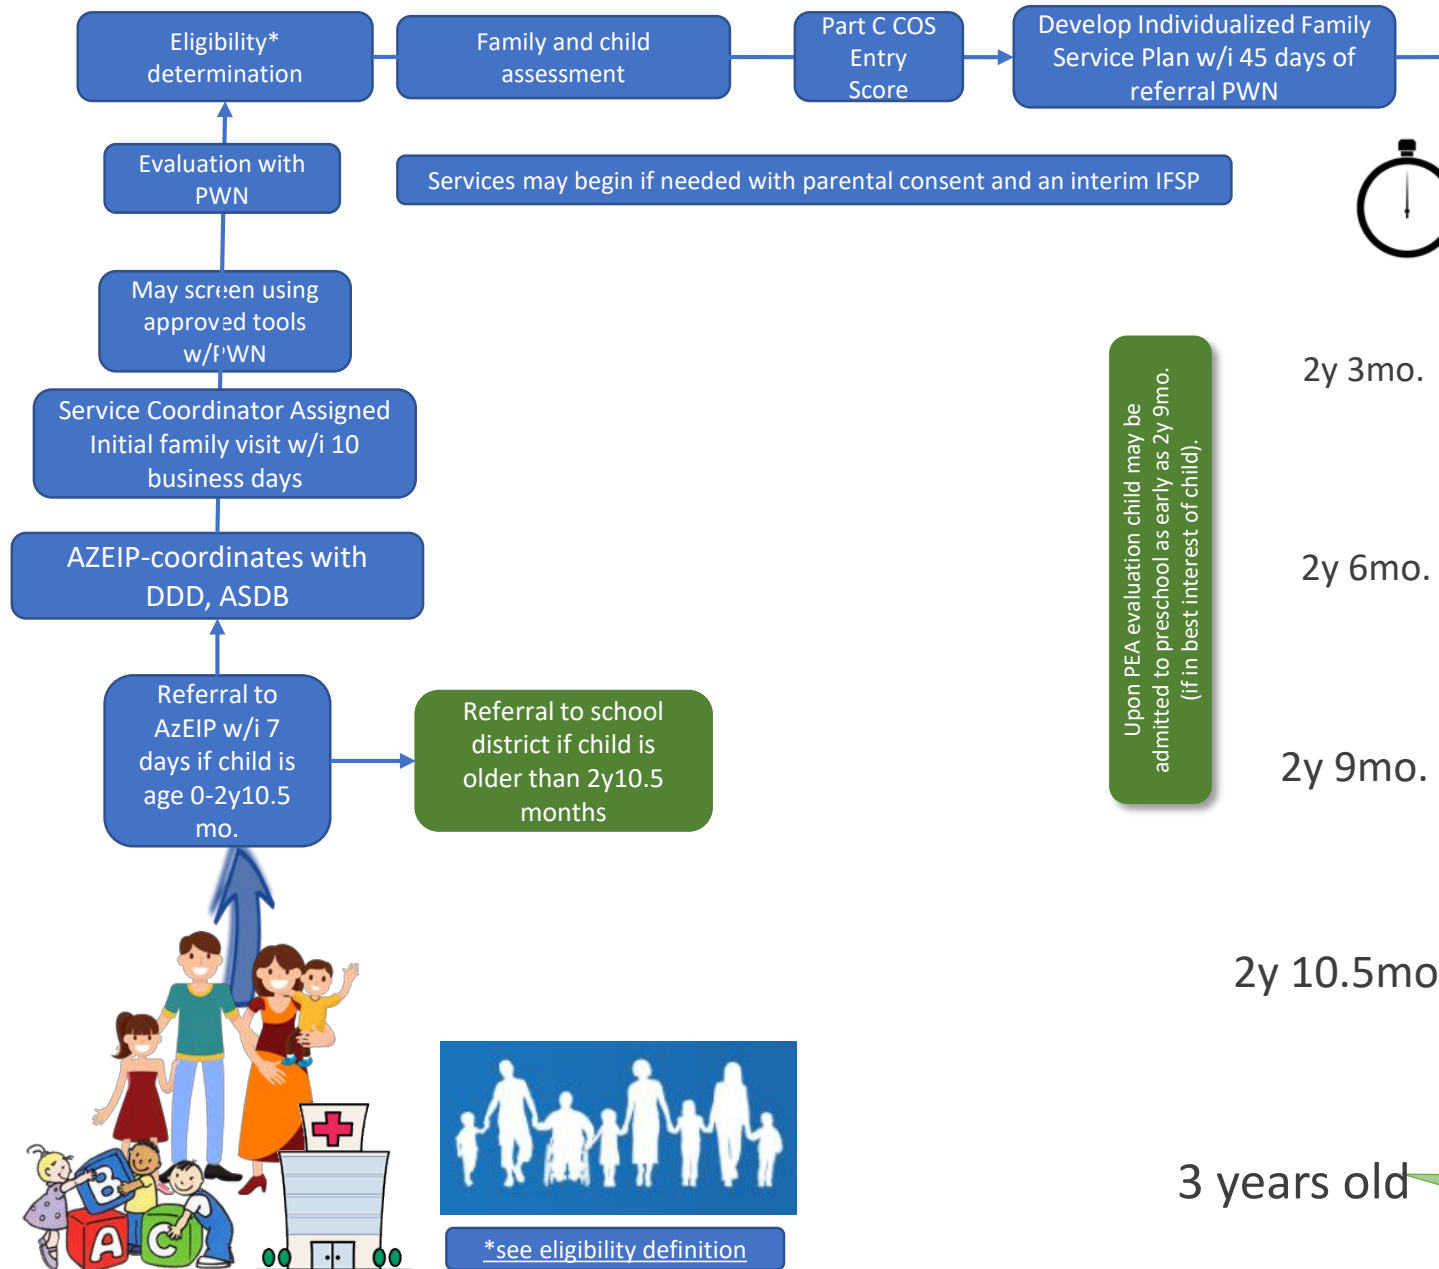 Eligibility*
determination
Family and child
assessment
Part C COS
Entry
Score
Develop Individualized Family
Service Plan w/i 45 days of
referral PWN
Evaluation with
PWN
Services may begin if needed with parental consent and an interim IFSP
May screen using
approved tools
w/PWN
Service Coordinator Assigned
Initial family visit w/i 10
business days
AZEIP-coordinates with
DDD, ASDB
Referral to
AzEIP w/i 7
days if child is
age 0-2y10.5
mo.
Referral to school
district if child is
older than 2y10.5
months
Upon PEA evaluation child may be
admitted to preschool as early as 2y 9mo.
(if in best interest of child).
2y 3mo.
2y 6mo.
2y 9mo.
2y 10.5mo
3 years old
B
A C
*see eligibility definition